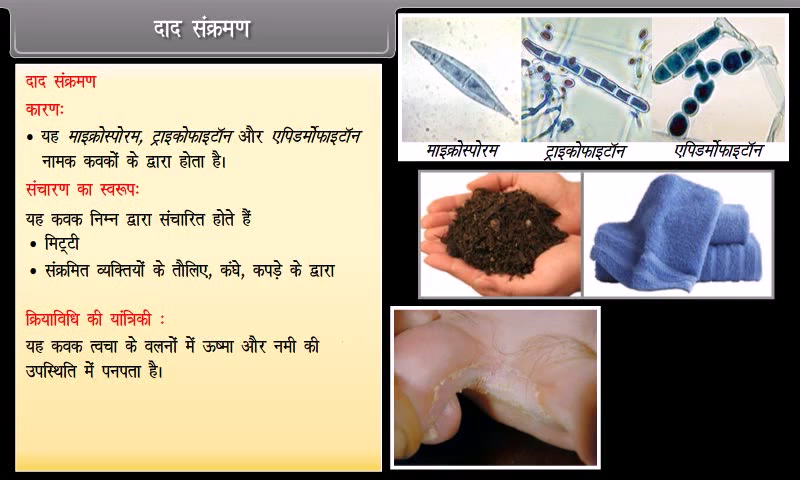 दाद संक्रमण
दाद संक्रमण
कारणः
• यह माइक्रोस्पोरम, ट्राइकोफाइटॉन और एपिडर्मोफाइटॉन
नामक कवकों के द्वारा होता है।
संचारण का स्वरूपः
यह कवक निम्न द्वारा संचारित होते हैं
• मिट्टी
• संक्रमित व्यक्तियों के तौलिए, कंघे, कपड़े के द्वारा
क्रियाविधि की यांत्रिकी :
यह कवक त्वचा के वलनों में ऊष्मा और नमी की
उपस्थिति में पनपता है।
माइक्रोस्पोरम ट्राइकोफाइटॉन एपिडर्मोफाइटॉन